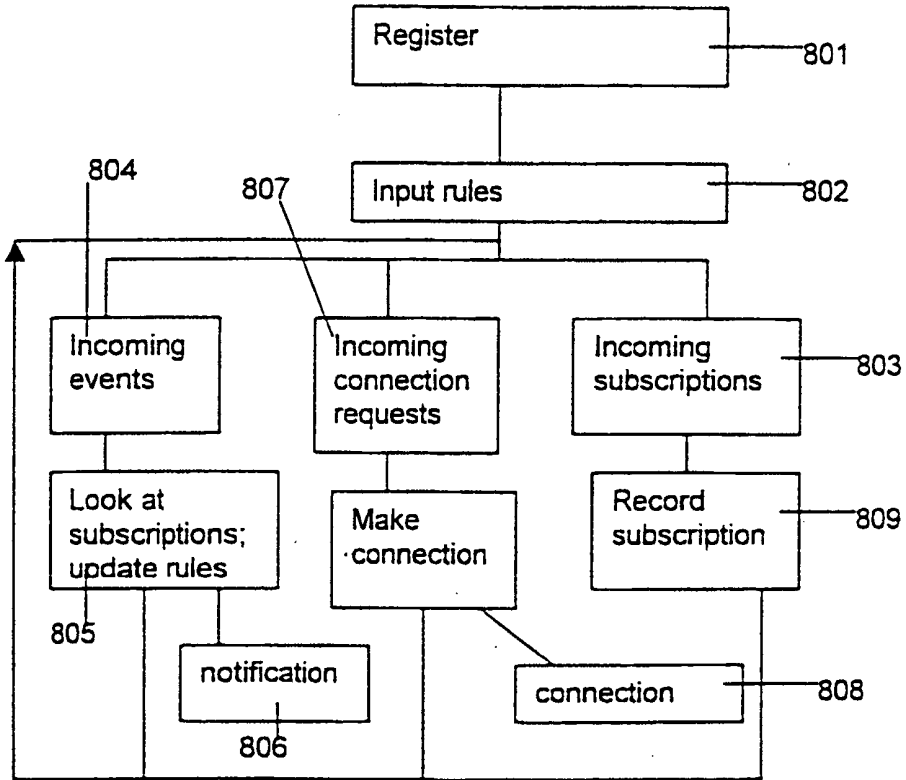 Register
801
804
807
Input rules
802
Incoming
events
Incoming
connection
requests
Incoming
subscriptions
803
Look at
subscriptions;
update rules
Make
connection
Record
subscription
809
805
notification
connection
808
806